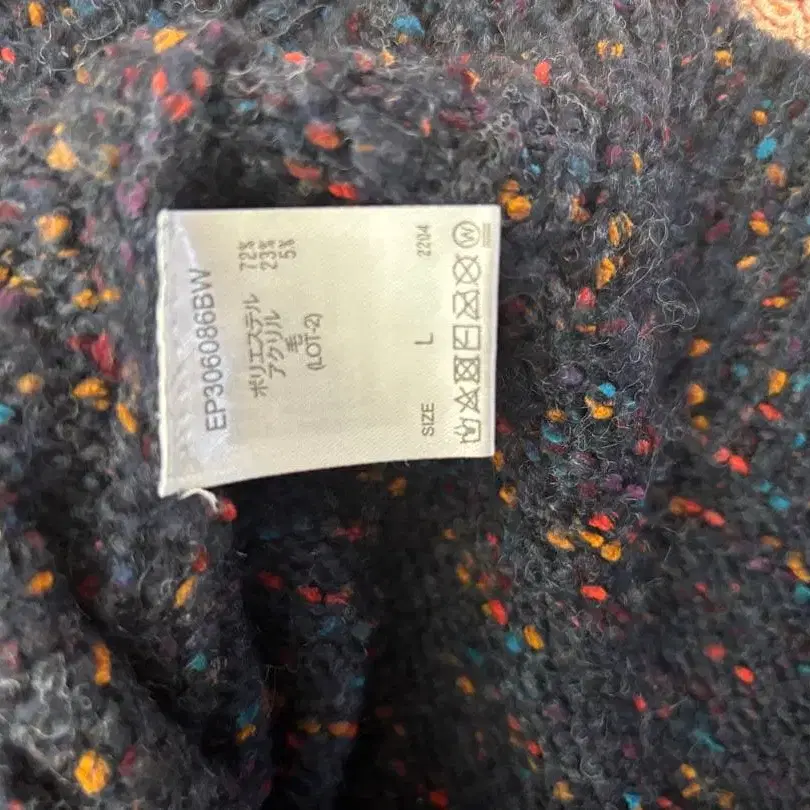 EP306086BW
ポリエステル 72%
アクリル 23%
毛 5%
(LOT-2)
SIZE L 2204
W